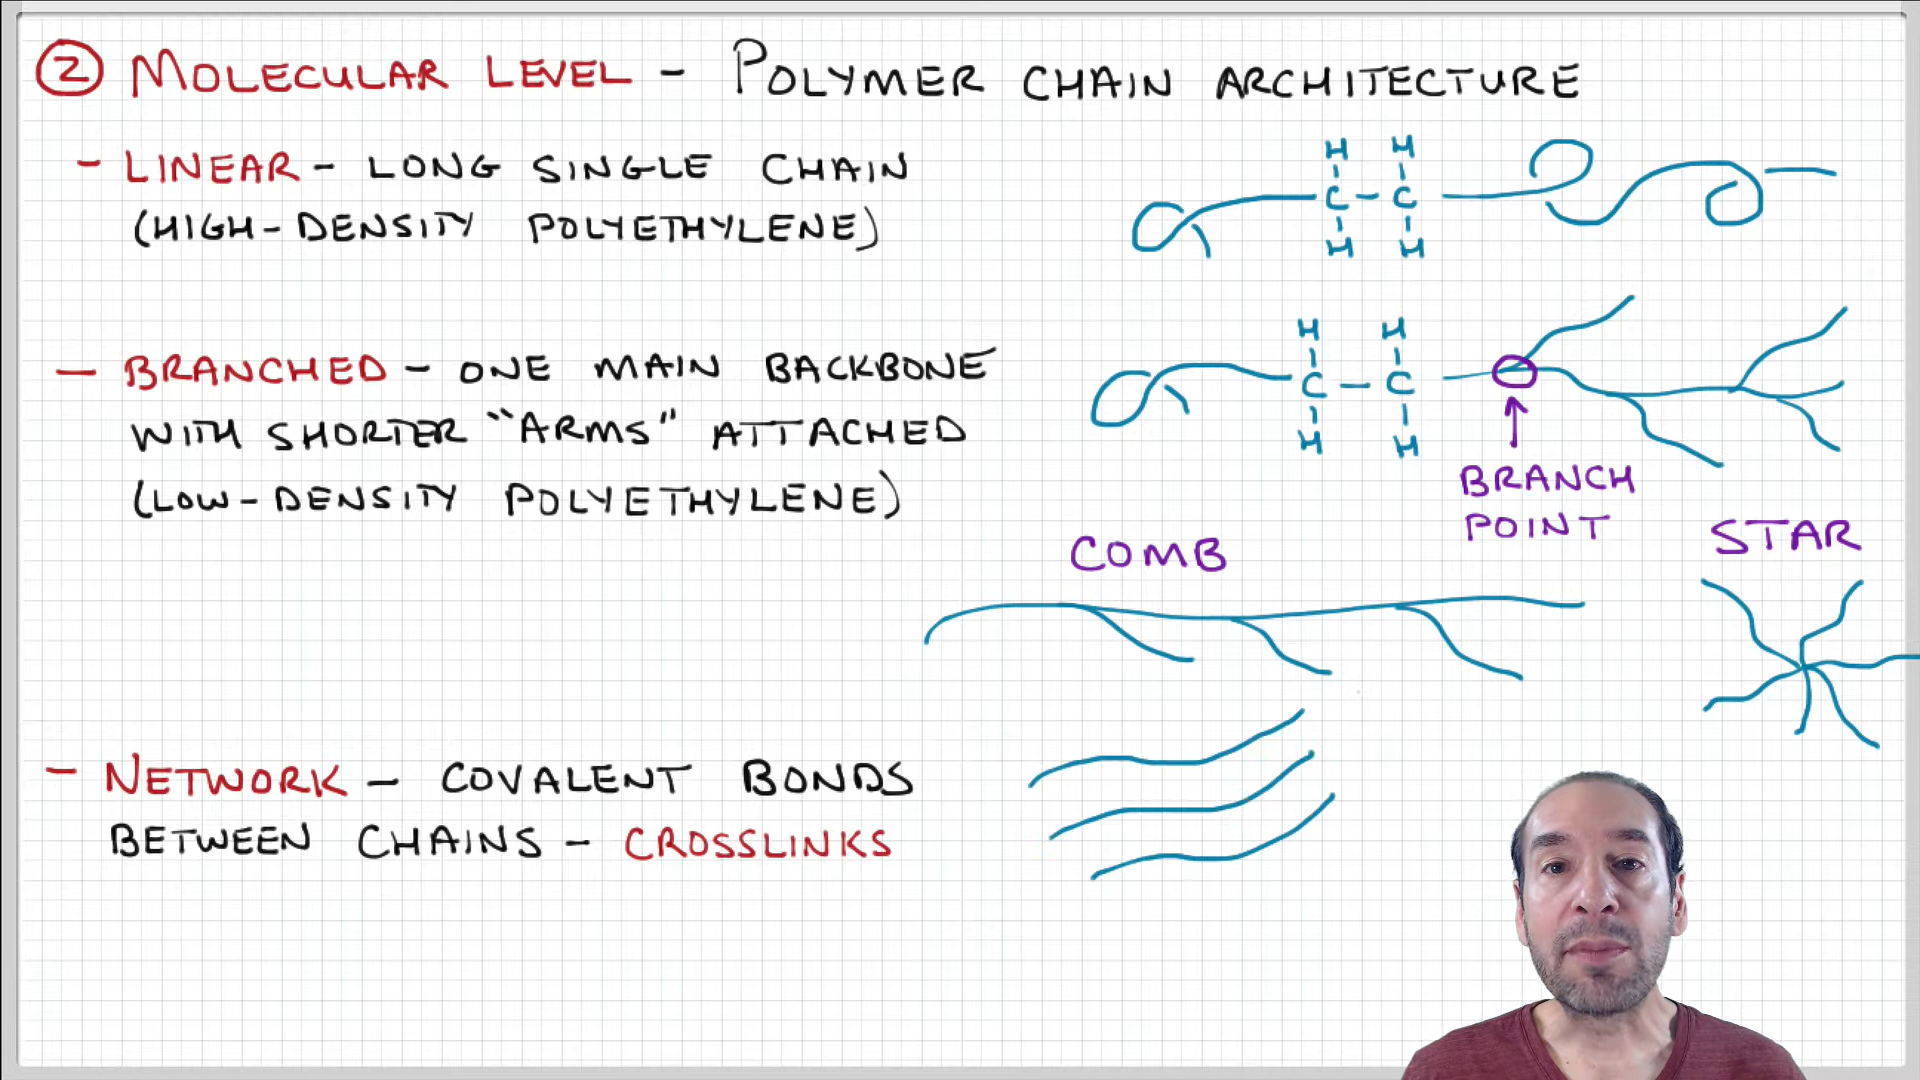 2 MOLECULAR LEVEL - POLYMER CHAIN ARCHITECTURE
- LINEAR - LONG SINGLE CHAIN
(HIGH-DENSITY POLYETHYLENE)
H H
C - C
H H
- BRANCHED - ONE MAIN BACKBONE
WITH SHORTER "ARMS" ATTACHED
(LOW-DENSITY POLYETHYLENE)
H H
C - C
H H
BRANCH
POINT
COMB
STAR
- NETWORK - COVALENT BONDS
BETWEEN CHAINS - CROSSLINKS